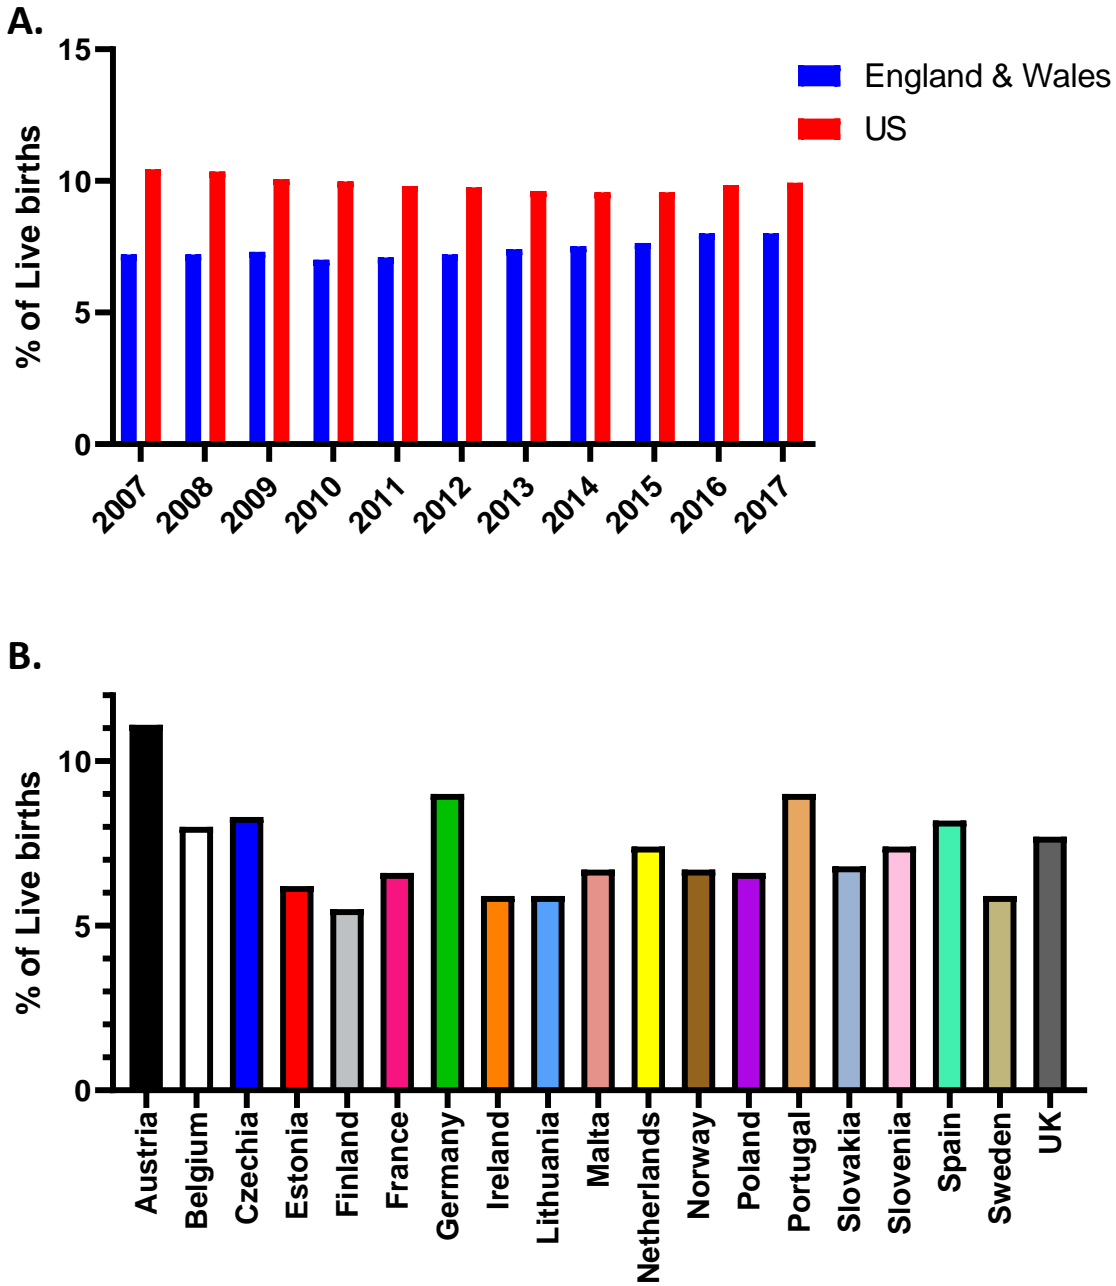 A.
15
10
5
0
% of Live births
England & Wales
US
2007
2008
2009
2010
2011
2012
2013
2014
2015
2016
2017
B.
10
5
0
% of Live births
Austria
Belgium
Czechia
Estonia
Finland
France
Germany
Ireland
Lithuania
Malta
Netherlands
Norway
Poland
Portugal
Slovakia
Slovenia
Spain
Sweden
UK